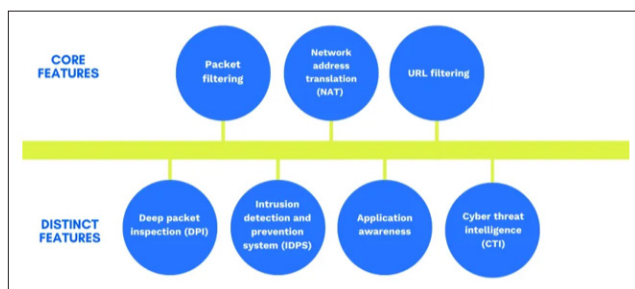 CORE
FEATURES
Packet
filtering
Network
address
translation
(NAT)
URL filtering
DISTINCT
FEATURES
Deep packet
inspection (DPI)
Intrusion
detection and
prevention
system (IDPS)
Application
awareness
Cyber threat
intelligence
(CTI)